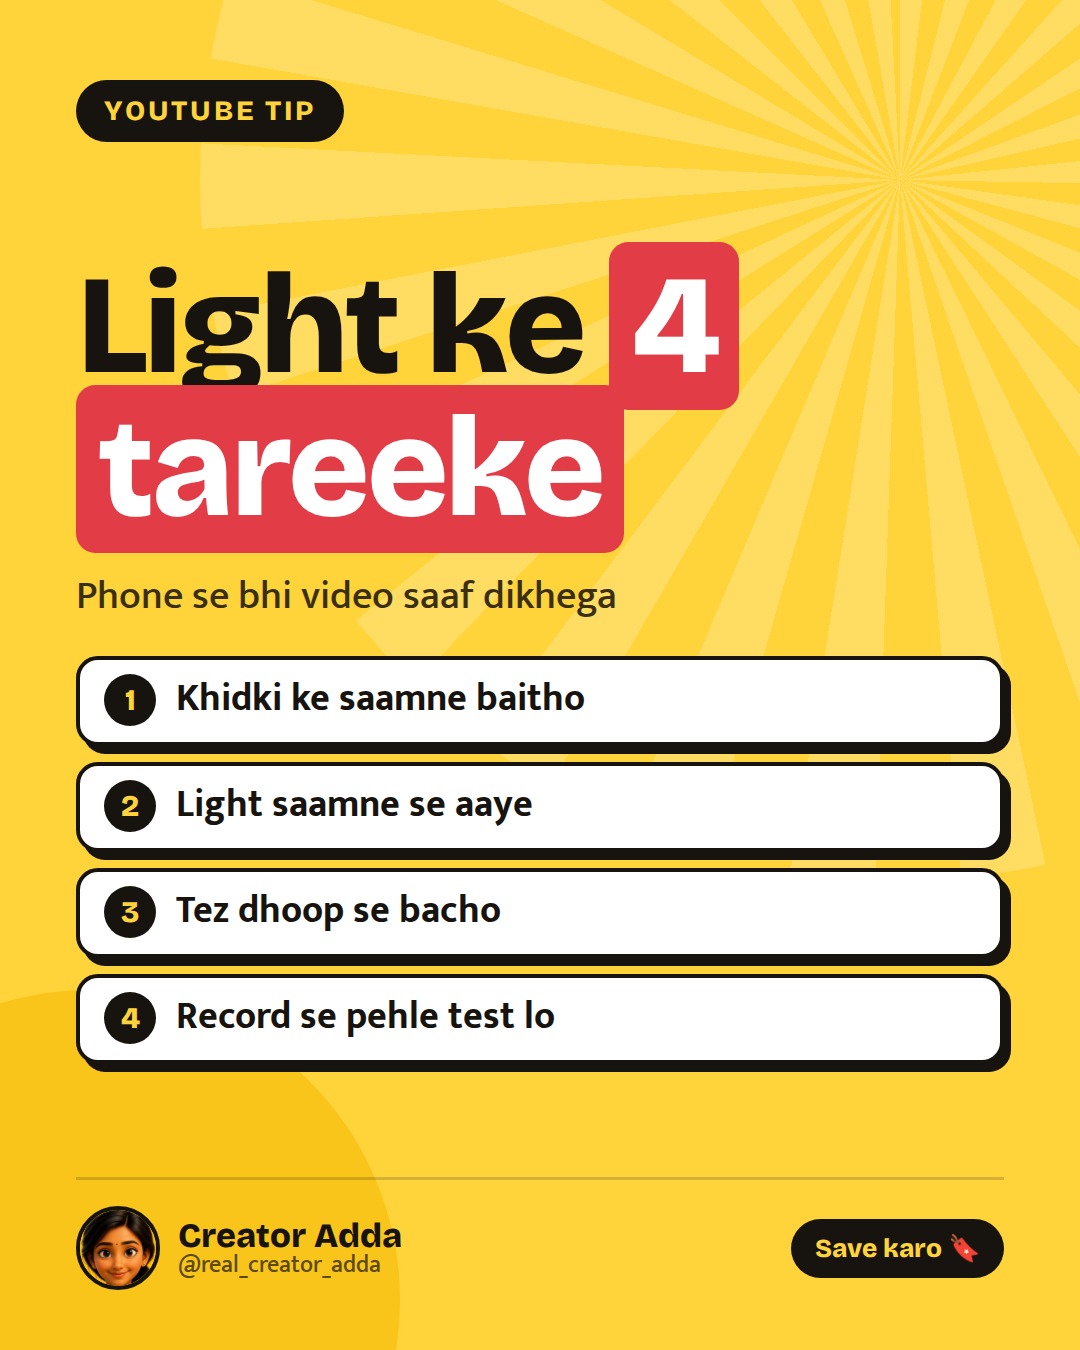 YOUTUBE TIP
Light ke 4
tareeke
Phone se bhi video saaf dikhega
1 Khidki ke saamne baitho
2 Light saamne se aaye
3 Tez dhoop se bacho
4 Record se pehle test lo
Creator Adda
@real_creator_adda
Save karo 🔖